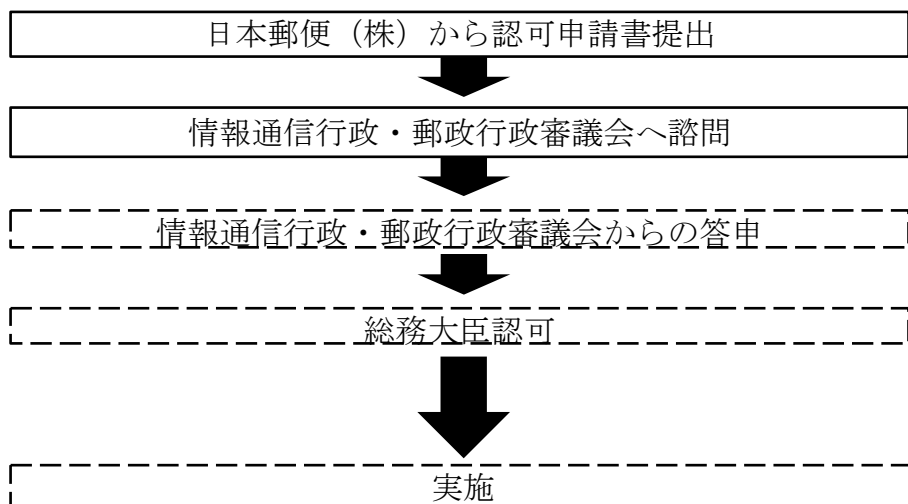 日本郵便（株）から認可申請書提出
情報通信行政・郵政行政審議会へ諮問
情報通信行政・郵政行政審議会からの答申
総務大臣認可
実施